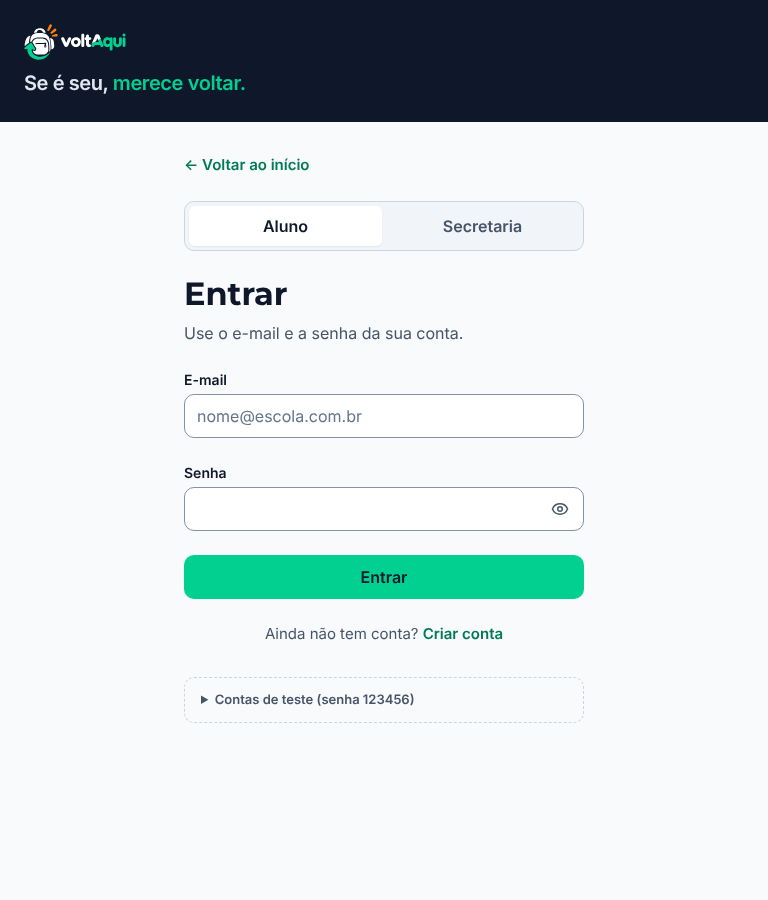 voltAqui
Se é seu, merece voltar.
← Voltar ao início
Aluno
Secretaria
Entrar
Use o e-mail e a senha da sua conta.
E-mail
nome@escola.com.br
Senha
Entrar
Ainda não tem conta? Criar conta
Contas de teste (senha 123456)